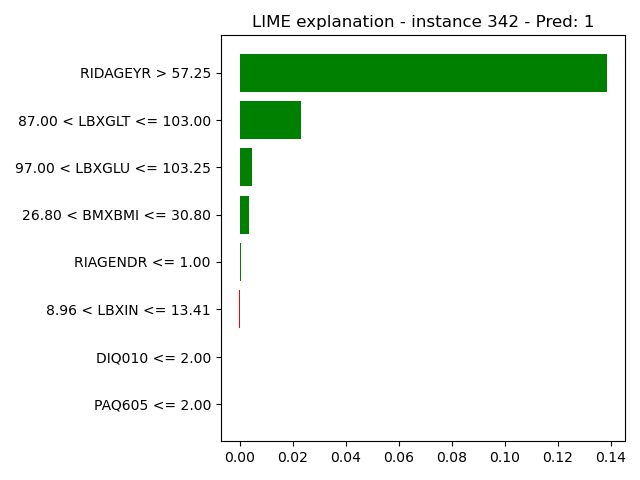 LIME explanation - instance 342 - Pred: 1
RIDAGEYR > 57.25
87.00 < LBXGLT <= 103.00
97.00 < LBXGLU <= 103.25
26.80 < BMXBMI <= 30.80
RIAGENDR <= 1.00
8.96 < LBXIN <= 13.41
DIQ010 <= 2.00
PAQ605 <= 2.00
0.00 0.02 0.04 0.06 0.08 0.10 0.12 0.14